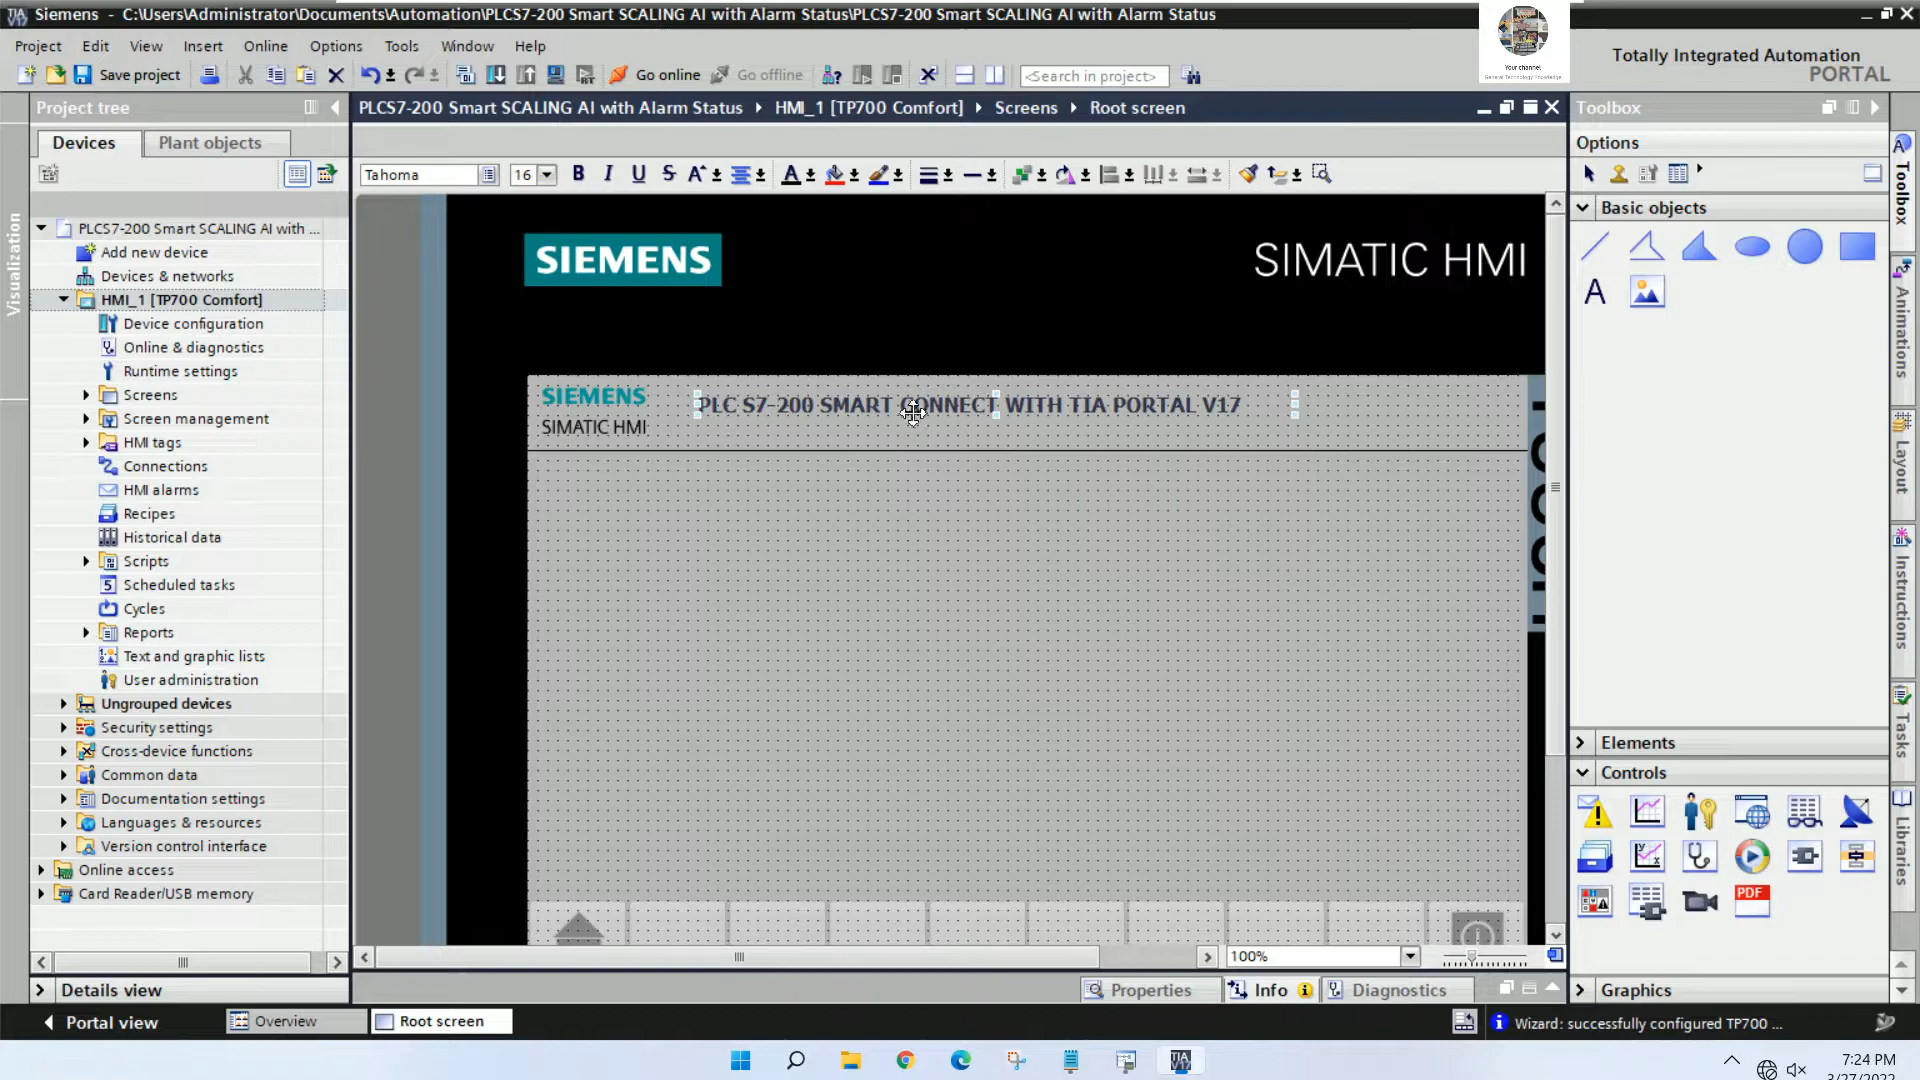 Siemens - C:\Users\Administrator\Documents\Automation\PLCS7-200 Smart SCALING AI with Alarm Status\PLCS7-200 Smart SCALING AI with Alarm Status
Project Edit View Insert Online Options Tools Window Help
Your channel
General Technology Knowledge
Totally Integrated Automation
PORTAL
Save project
Go online
Go offline
<Search in project>
Project tree
PLCS7-200 Smart SCALING AI with Alarm Status HMI_1 [TP700 Comfort] Screens Root screen
Toolbox
Devices
Plant objects
Options
Tahoma
16
B I U S A A
Visualization
PLCS7-200 Smart SCALING AI with ...
Add new device
Devices & networks
HMI_1 [TP700 Comfort]
Device configuration
Online & diagnostics
Runtime settings
Screens
Screen management
HMI tags
Connections
HMI alarms
Recipes
Historical data
Scripts
Scheduled tasks
Cycles
Reports
Text and graphic lists
User administration
Ungrouped devices
Security settings
Cross-device functions
Common data
Documentation settings
Languages & resources
Version control interface
Online access
Card Reader/USB memory
Details view
SIEMENS
SIMATIC HMI
SIEMENS
SIMATIC HMI
PLC S7-200 SMART CONNECT WITH TIA PORTAL V17
Basic objects
A
Elements
Controls
PDF
Graphics
Toolbox
Animations
Layout
Instructions
Tasks
Libraries
100%
Properties
Info
Diagnostics
Portal view
Overview
Root screen
Wizard: successfully configured TP700 ...
7:24 PM
3/27/2022